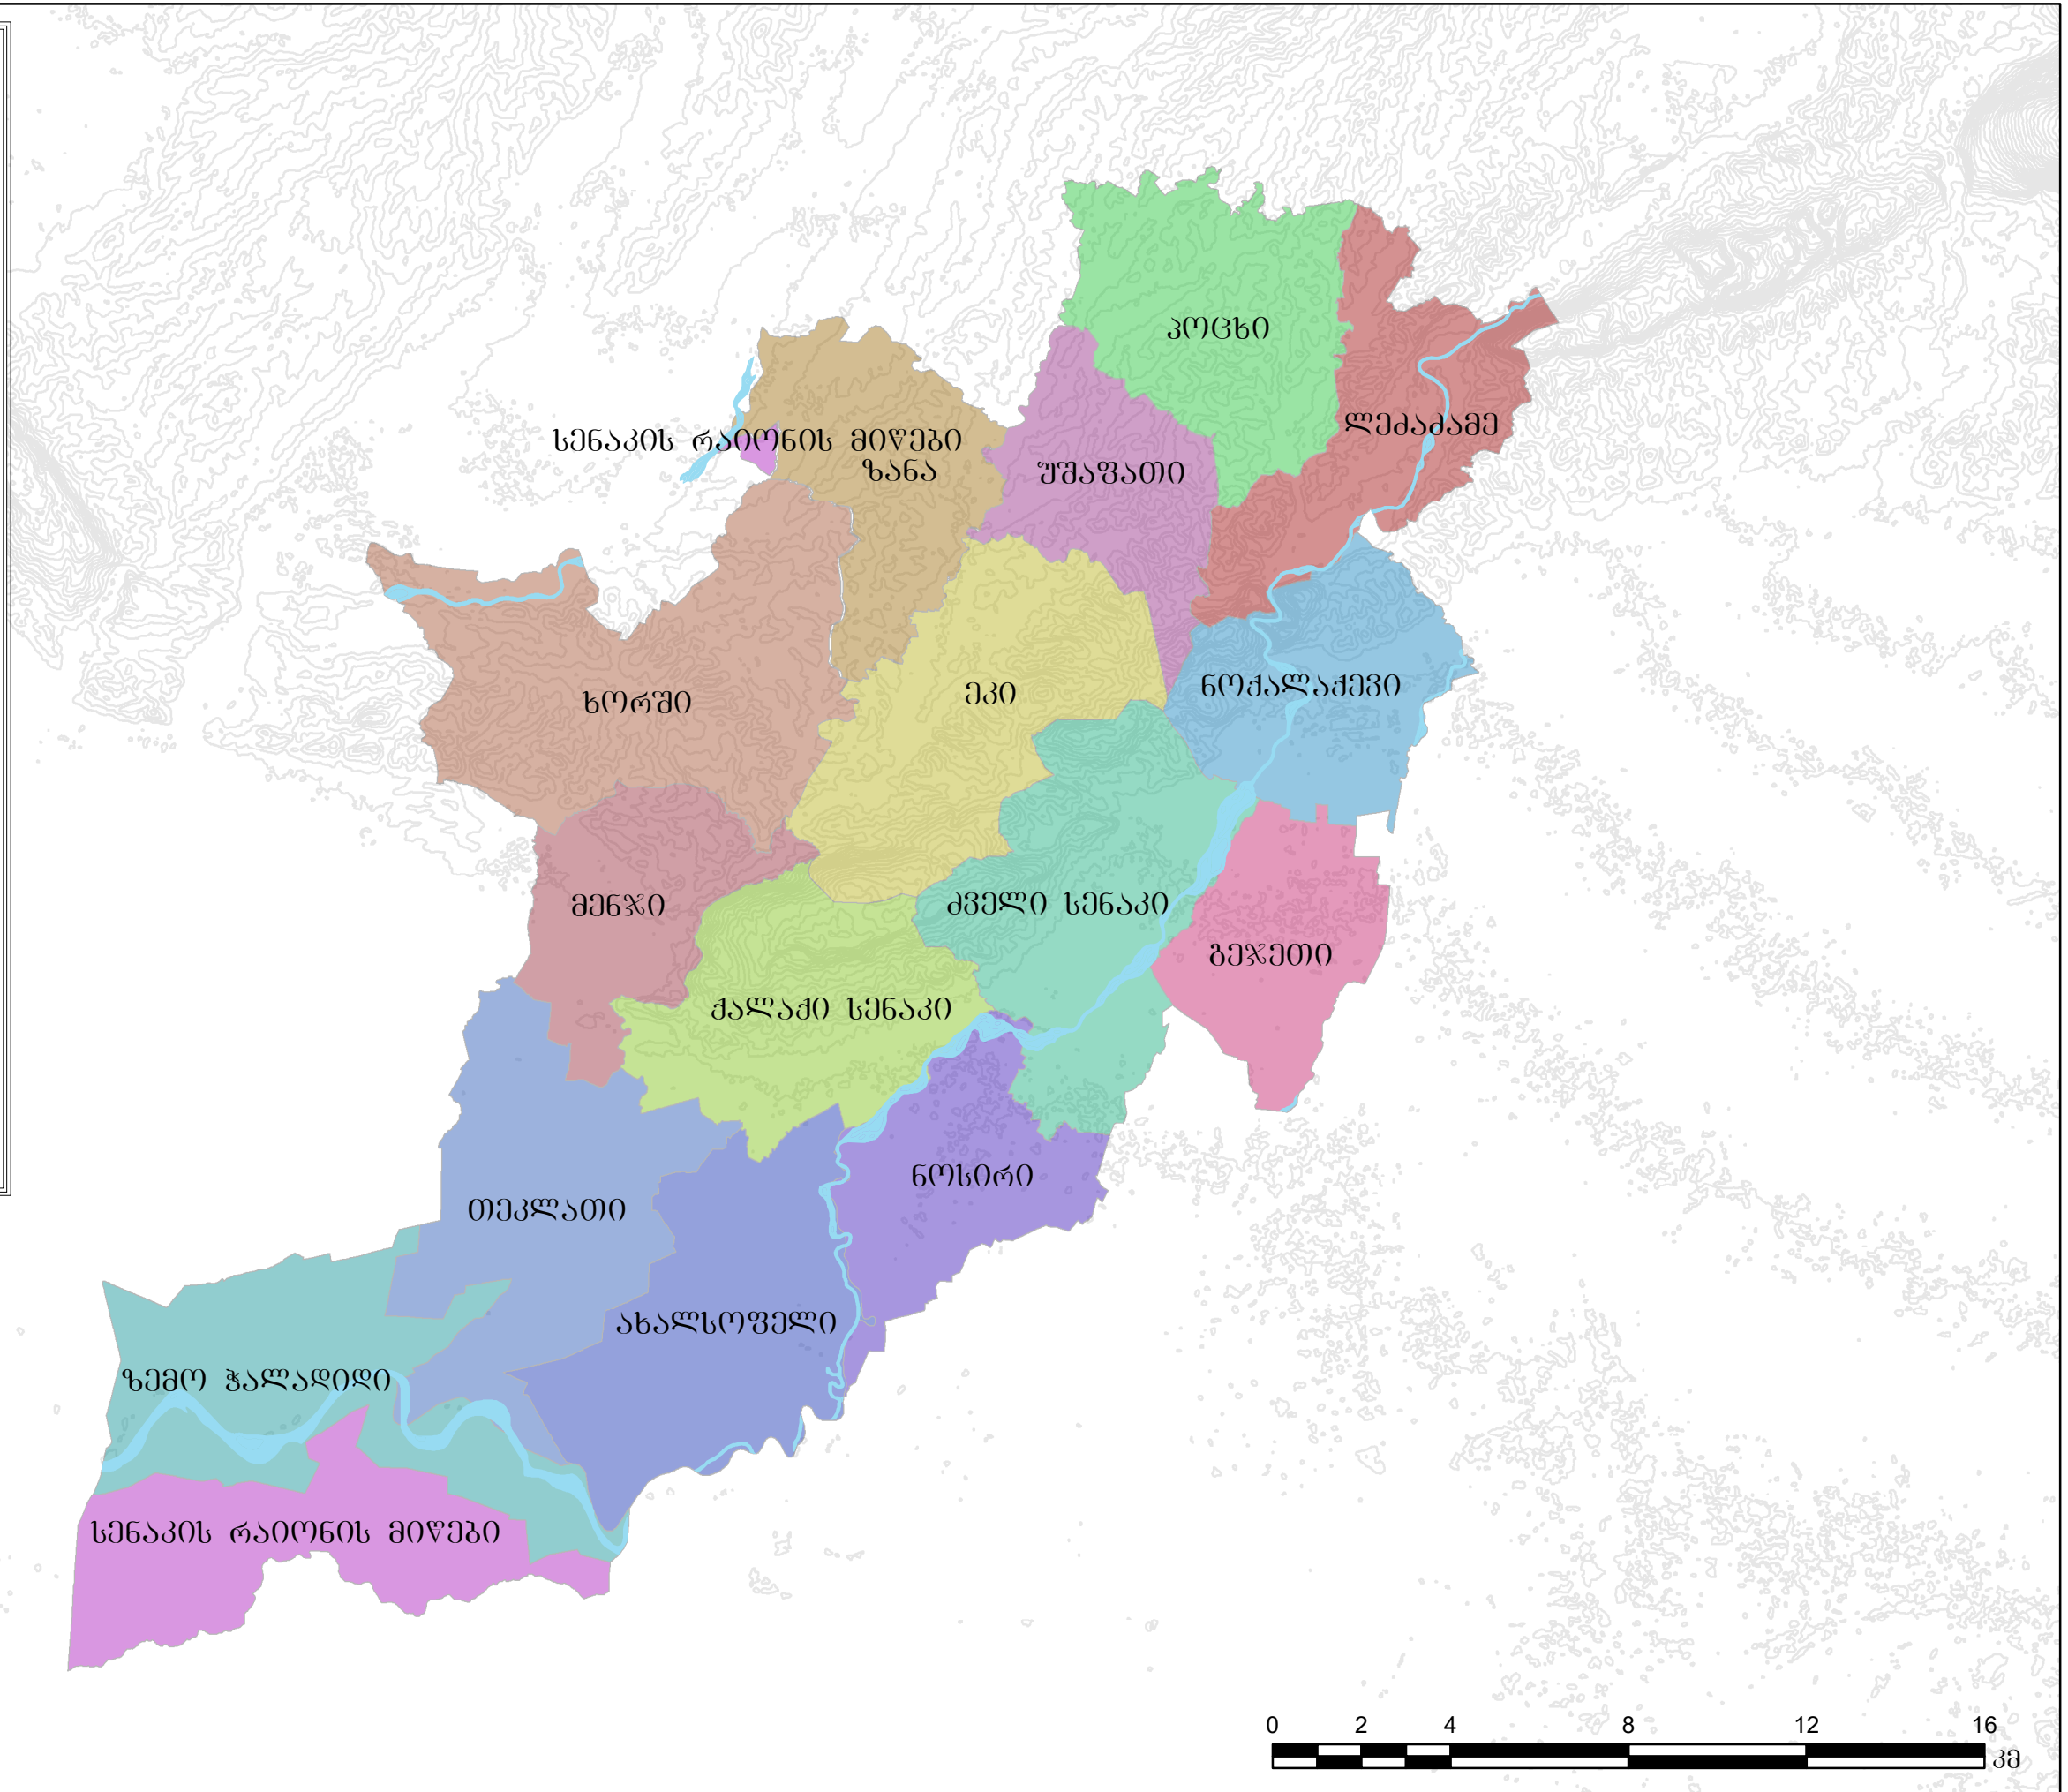 კოცხი
ლეძაძამე
სენაკის რაიონის მიწები
ზანა
უშაფათი
ხორში
ეკი
ნოქალაქევი
მენჯი
ძველი სენაკი
გეჯეთი
ქალაქი სენაკი
ნოსირი
თეკლათი
ახალსოფელი
ზემო ჭალადიდი
სენაკის რაიონის მიწები
0 2 4 8 12 16
კმ